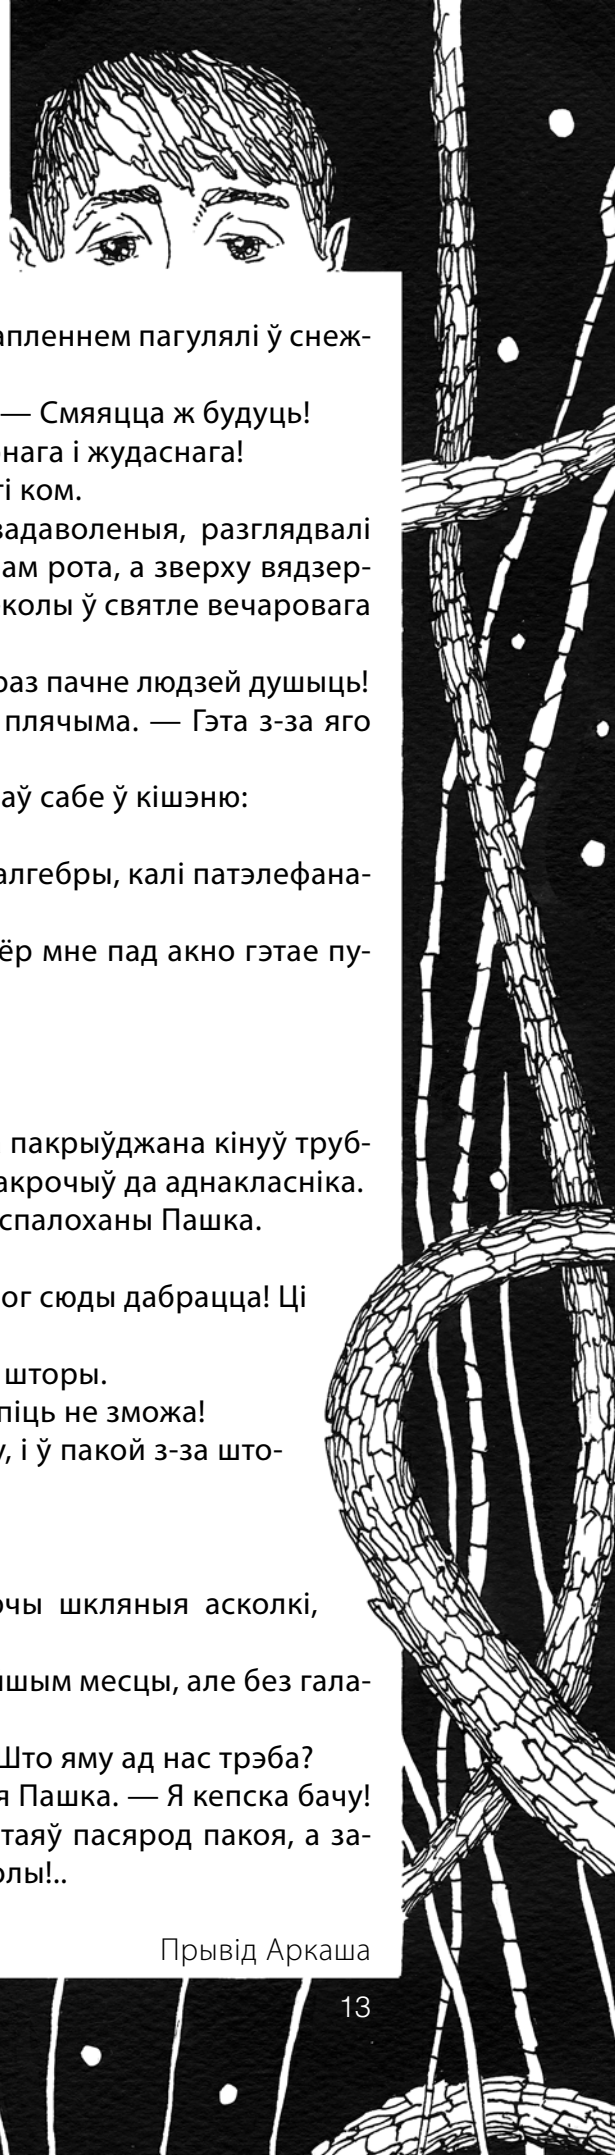 апленнем пагулялі ў снеж-
— Смяяцца ж будуць!
нага і жудаснага!
і ком.
задаволеныя, разглядвалі
ам рота, а зверху вядзер-
колы ў святле вечаровага
раз пачне людзей душыць!
плячыма. — Гэта з-за яго
аў сабе ў кішэню:
алгебры, калі патэлефана-
ёр мне пад акно гэтае пу-
пакрыўджана кінуў труб-
акрочыў да аднакласніка.
спалоханы Пашка.
ог сюды дабрацца! Ці
шторы.
піць не зможа!
у, і ў пакой з-за што-
очы шкляныя асколкі,
ншым месцы, але без гала-
Што яму ад нас трэба?
я Пашка. — Я кепска бачу!
таяў пасярод пакоя, а за-
олы!..
Прывід Аркаша
13